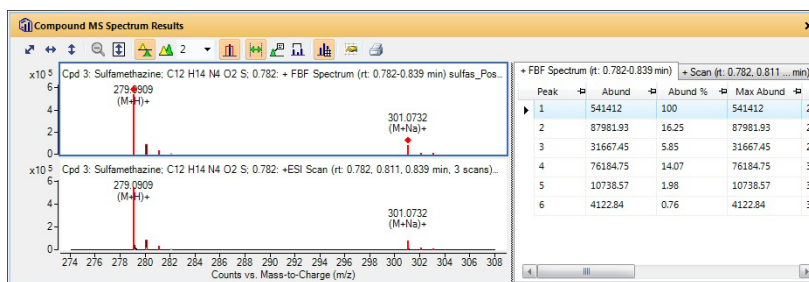 Compound MS Spectrum Results
2
+ FBF Spectrum (rt: 0.782-0.839 min)
+ Scan (rt: 0.782, 0.811 ... min)
x10 5
Cpd 3: Sulfamethazine; C12 H14 N4 O2 S; 0.782: + FBF Spectrum (rt: 0.782-0.839 min) sulfas_Pos...
6
4
2
0
279.0909
(M+H)+
301.0732
(M+Na)+
x10 5
Cpd 3: Sulfamethazine; C12 H14 N4 O2 S; 0.782: +ESI Scan (rt: 0.782, 0.811, 0.839 min, 3 scans)...
6
4
2
0
279.0909
(M+H)+
301.0732
(M+Na)+
274 276 278 280 282 284 286 288 290 292 294 296 298 300 302 304 306 308
Counts vs. Mass-to-Charge (m/z)
Peak Abund Abund % Max Abund
1 541412 100 541412 2
2 87981.93 16.25 87981.93 2
3 31667.45 5.85 31667.45 2
4 76184.75 14.07 76184.75 3
5 10738.57 1.98 10738.57 3
6 4122.84 0.76 4122.84 3